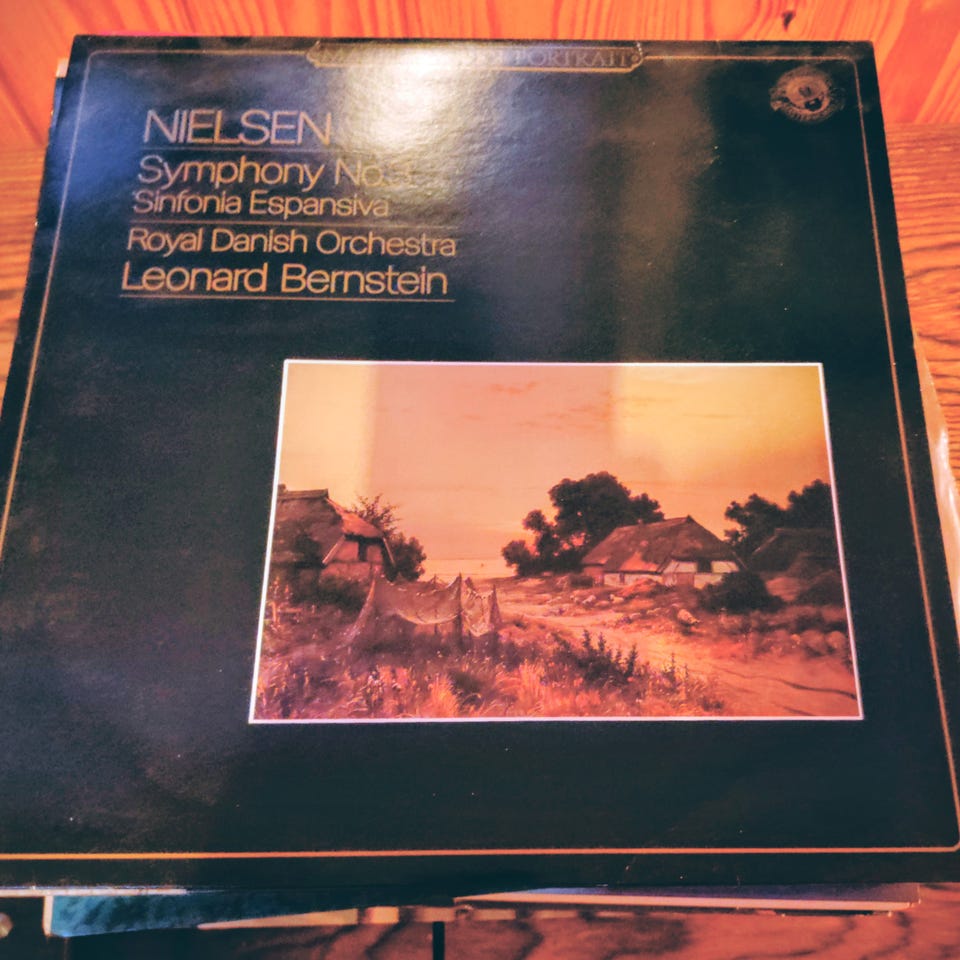 PORTRAIT
NIELSEN
Symphony No.
Sinfonia Espansiva
Royal Danish Orchestra
Leonard Bernstein